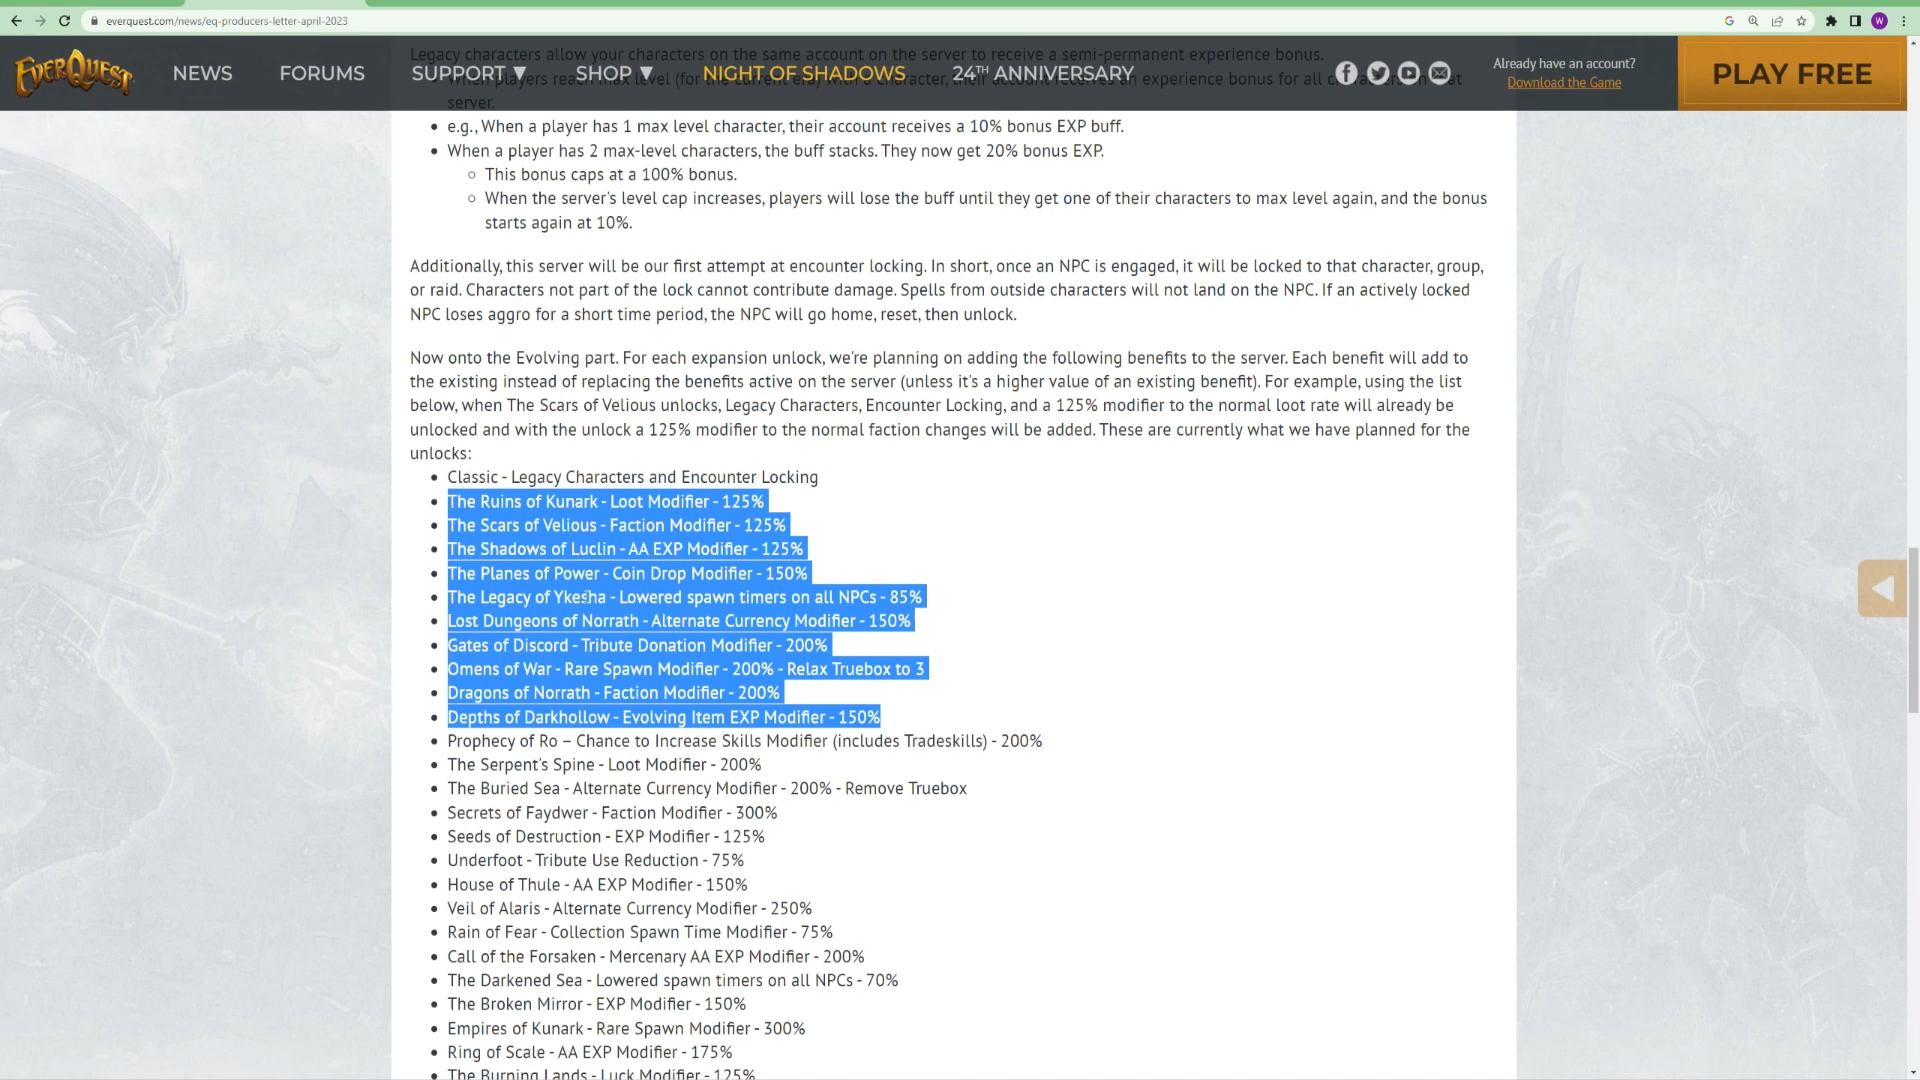 everquest.com/news/eq-producers-letter-april-2023
Legacy characters allow your characters on the same account on the server to receive a semi-permanent experience bonus.
EVERQUEST
NEWS
FORUMS
SUPPORT ▼
SHOP ▼
NIGHT OF SHADOWS
24TH ANNIVERSARY
Already have an account?
Download the Game
PLAY FREE
When players reach max level (for the current era) with a character, their account receives an experience bonus for all characters on that
server.
e.g., When a player has 1 max level character, their account receives a 10% bonus EXP buff.
When a player has 2 max-level characters, the buff stacks. They now get 20% bonus EXP.
This bonus caps at a 100% bonus.
When the server's level cap increases, players will lose the buff until they get one of their characters to max level again, and the bonus
starts again at 10%.
Additionally, this server will be our first attempt at encounter locking. In short, once an NPC is engaged, it will be locked to that character, group,
or raid. Characters not part of the lock cannot contribute damage. Spells from outside characters will not land on the NPC. If an actively locked
NPC loses aggro for a short time period, the NPC will go home, reset, then unlock.
Now onto the Evolving part. For each expansion unlock, we're planning on adding the following benefits to the server. Each benefit will add to
the existing instead of replacing the benefits active on the server (unless it's a higher value of an existing benefit). For example, using the list
below, when The Scars of Velious unlocks, Legacy Characters, Encounter Locking, and a 125% modifier to the normal loot rate will already be
unlocked and with the unlock a 125% modifier to the normal faction changes will be added. These are currently what we have planned for the
unlocks:
Classic - Legacy Characters and Encounter Locking
The Ruins of Kunark - Loot Modifier - 125%
The Scars of Velious - Faction Modifier - 125%
The Shadows of Luclin - AA EXP Modifier - 125%
The Planes of Power - Coin Drop Modifier - 150%
The Legacy of Ykesha - Lowered spawn timers on all NPCs - 85%
Lost Dungeons of Norrath - Alternate Currency Modifier - 150%
Gates of Discord - Tribute Donation Modifier - 200%
Omens of War - Rare Spawn Modifier - 200% - Relax Truebox to 3
Dragons of Norrath - Faction Modifier - 200%
Depths of Darkhollow - Evolving Item EXP Modifier - 150%
Prophecy of Ro – Chance to Increase Skills Modifier (includes Tradeskills) - 200%
The Serpent's Spine - Loot Modifier - 200%
The Buried Sea - Alternate Currency Modifier - 200% - Remove Truebox
Secrets of Faydwer - Faction Modifier - 300%
Seeds of Destruction - EXP Modifier - 125%
Underfoot - Tribute Use Reduction - 75%
House of Thule - AA EXP Modifier - 150%
Veil of Alaris - Alternate Currency Modifier - 250%
Rain of Fear - Collection Spawn Time Modifier - 75%
Call of the Forsaken - Mercenary AA EXP Modifier - 200%
The Darkened Sea - Lowered spawn timers on all NPCs - 70%
The Broken Mirror - EXP Modifier - 150%
Empires of Kunark - Rare Spawn Modifier - 300%
Ring of Scale - AA EXP Modifier - 175%
The Burning Lands - Luck Modifier - 125%